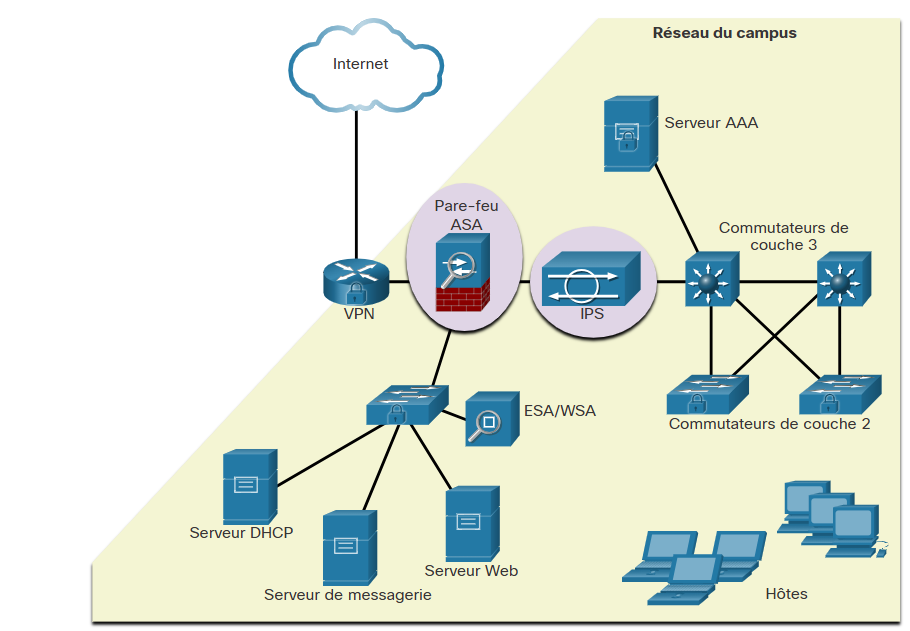 Réseau du campus
Internet
Serveur AAA
Pare-feu
ASA
Commutateurs de
couche 3
VPN
IPS
ESA/WSA
Commutateurs de couche 2
Serveur DHCP
Serveur Web
Serveur de messagerie
Hôtes